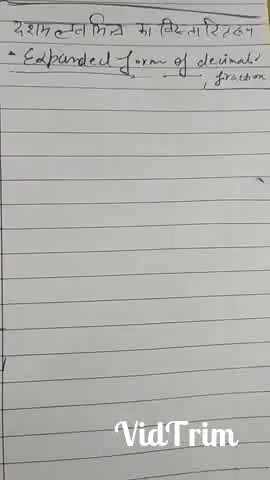 दशमलव भिन्न का विस्तारित रूप
* Expanded form of decimal
, fraction
VidTrim